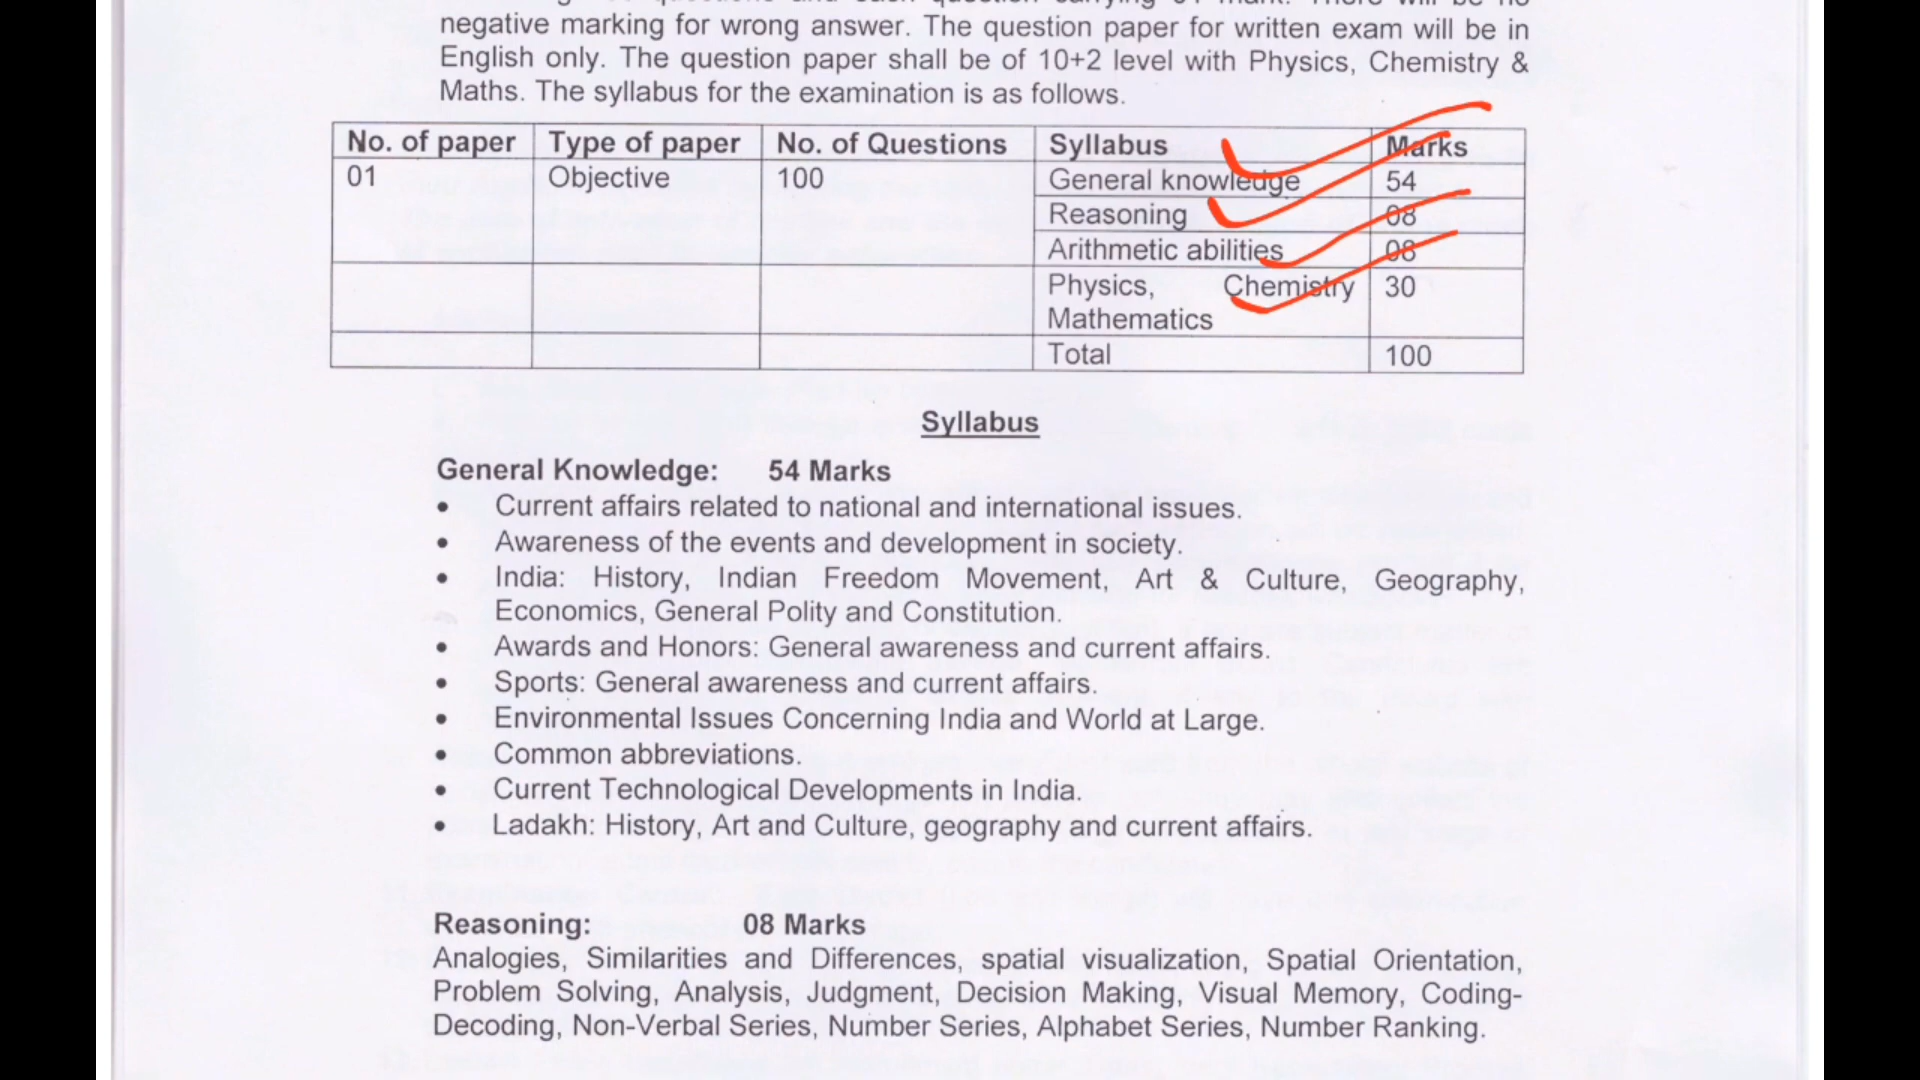 negative marking for wrong answer. The question paper for written exam will be in
English only. The question paper shall be of 10+2 level with Physics, Chemistry &
Maths. The syllabus for the examination is as follows.
No. of paper Type of paper No. of Questions Syllabus Marks
01 Objective 100 General knowledge 54
Reasoning 08
Arithmetic abilities 08
Physics, Chemistry 30
Mathematics
Total 100
Syllabus
General Knowledge: 54 Marks
• Current affairs related to national and international issues.
• Awareness of the events and development in society.
• India: History, Indian Freedom Movement, Art & Culture, Geography,
Economics, General Polity and Constitution.
• Awards and Honors: General awareness and current affairs.
• Sports: General awareness and current affairs.
• Environmental Issues Concerning India and World at Large.
• Common abbreviations.
• Current Technological Developments in India.
• Ladakh: History, Art and Culture, geography and current affairs.
Reasoning: 08 Marks
Analogies, Similarities and Differences, spatial visualization, Spatial Orientation,
Problem Solving, Analysis, Judgment, Decision Making, Visual Memory, Coding-
Decoding, Non-Verbal Series, Number Series, Alphabet Series, Number Ranking.